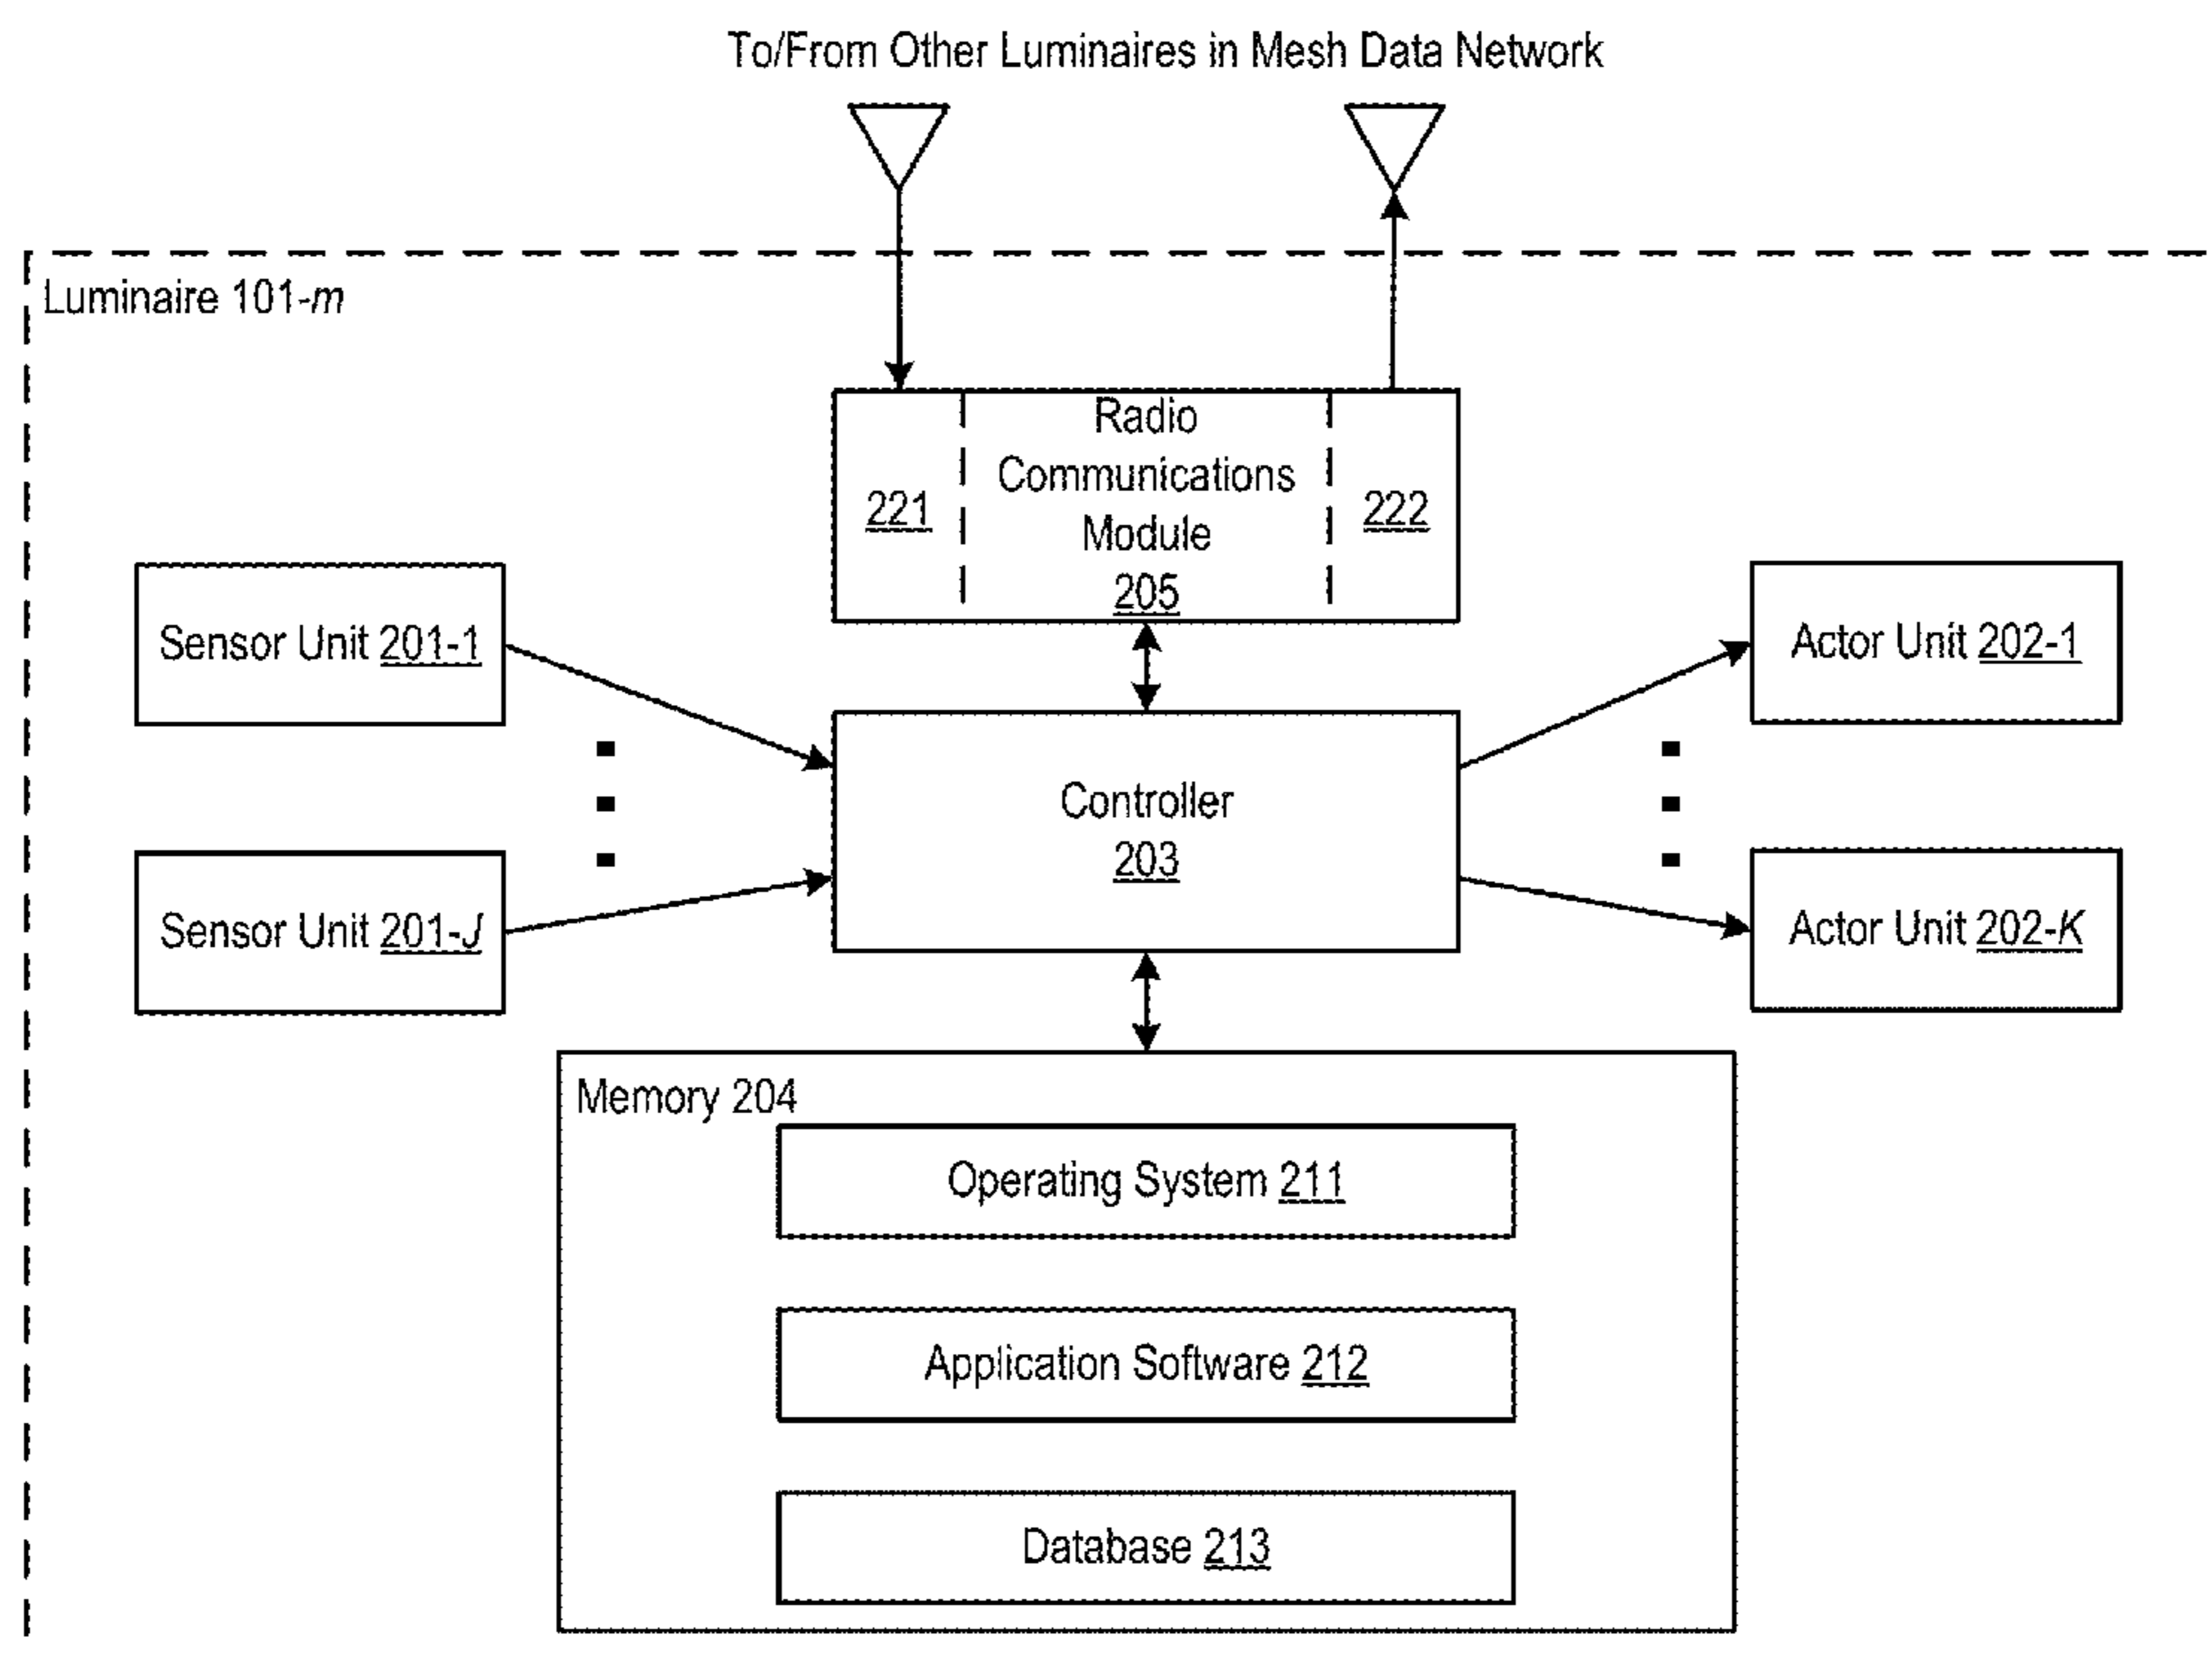 To/From Other Luminaires in Mesh Data Network
Luminaire 101-m
Radio
Communications
Module
205
221
222
Sensor Unit 201-1
Actor Unit 202-1
Controller
203
Sensor Unit 201-J
Actor Unit 202-K
Memory 204
Operating System 211
Application Software 212
Database 213